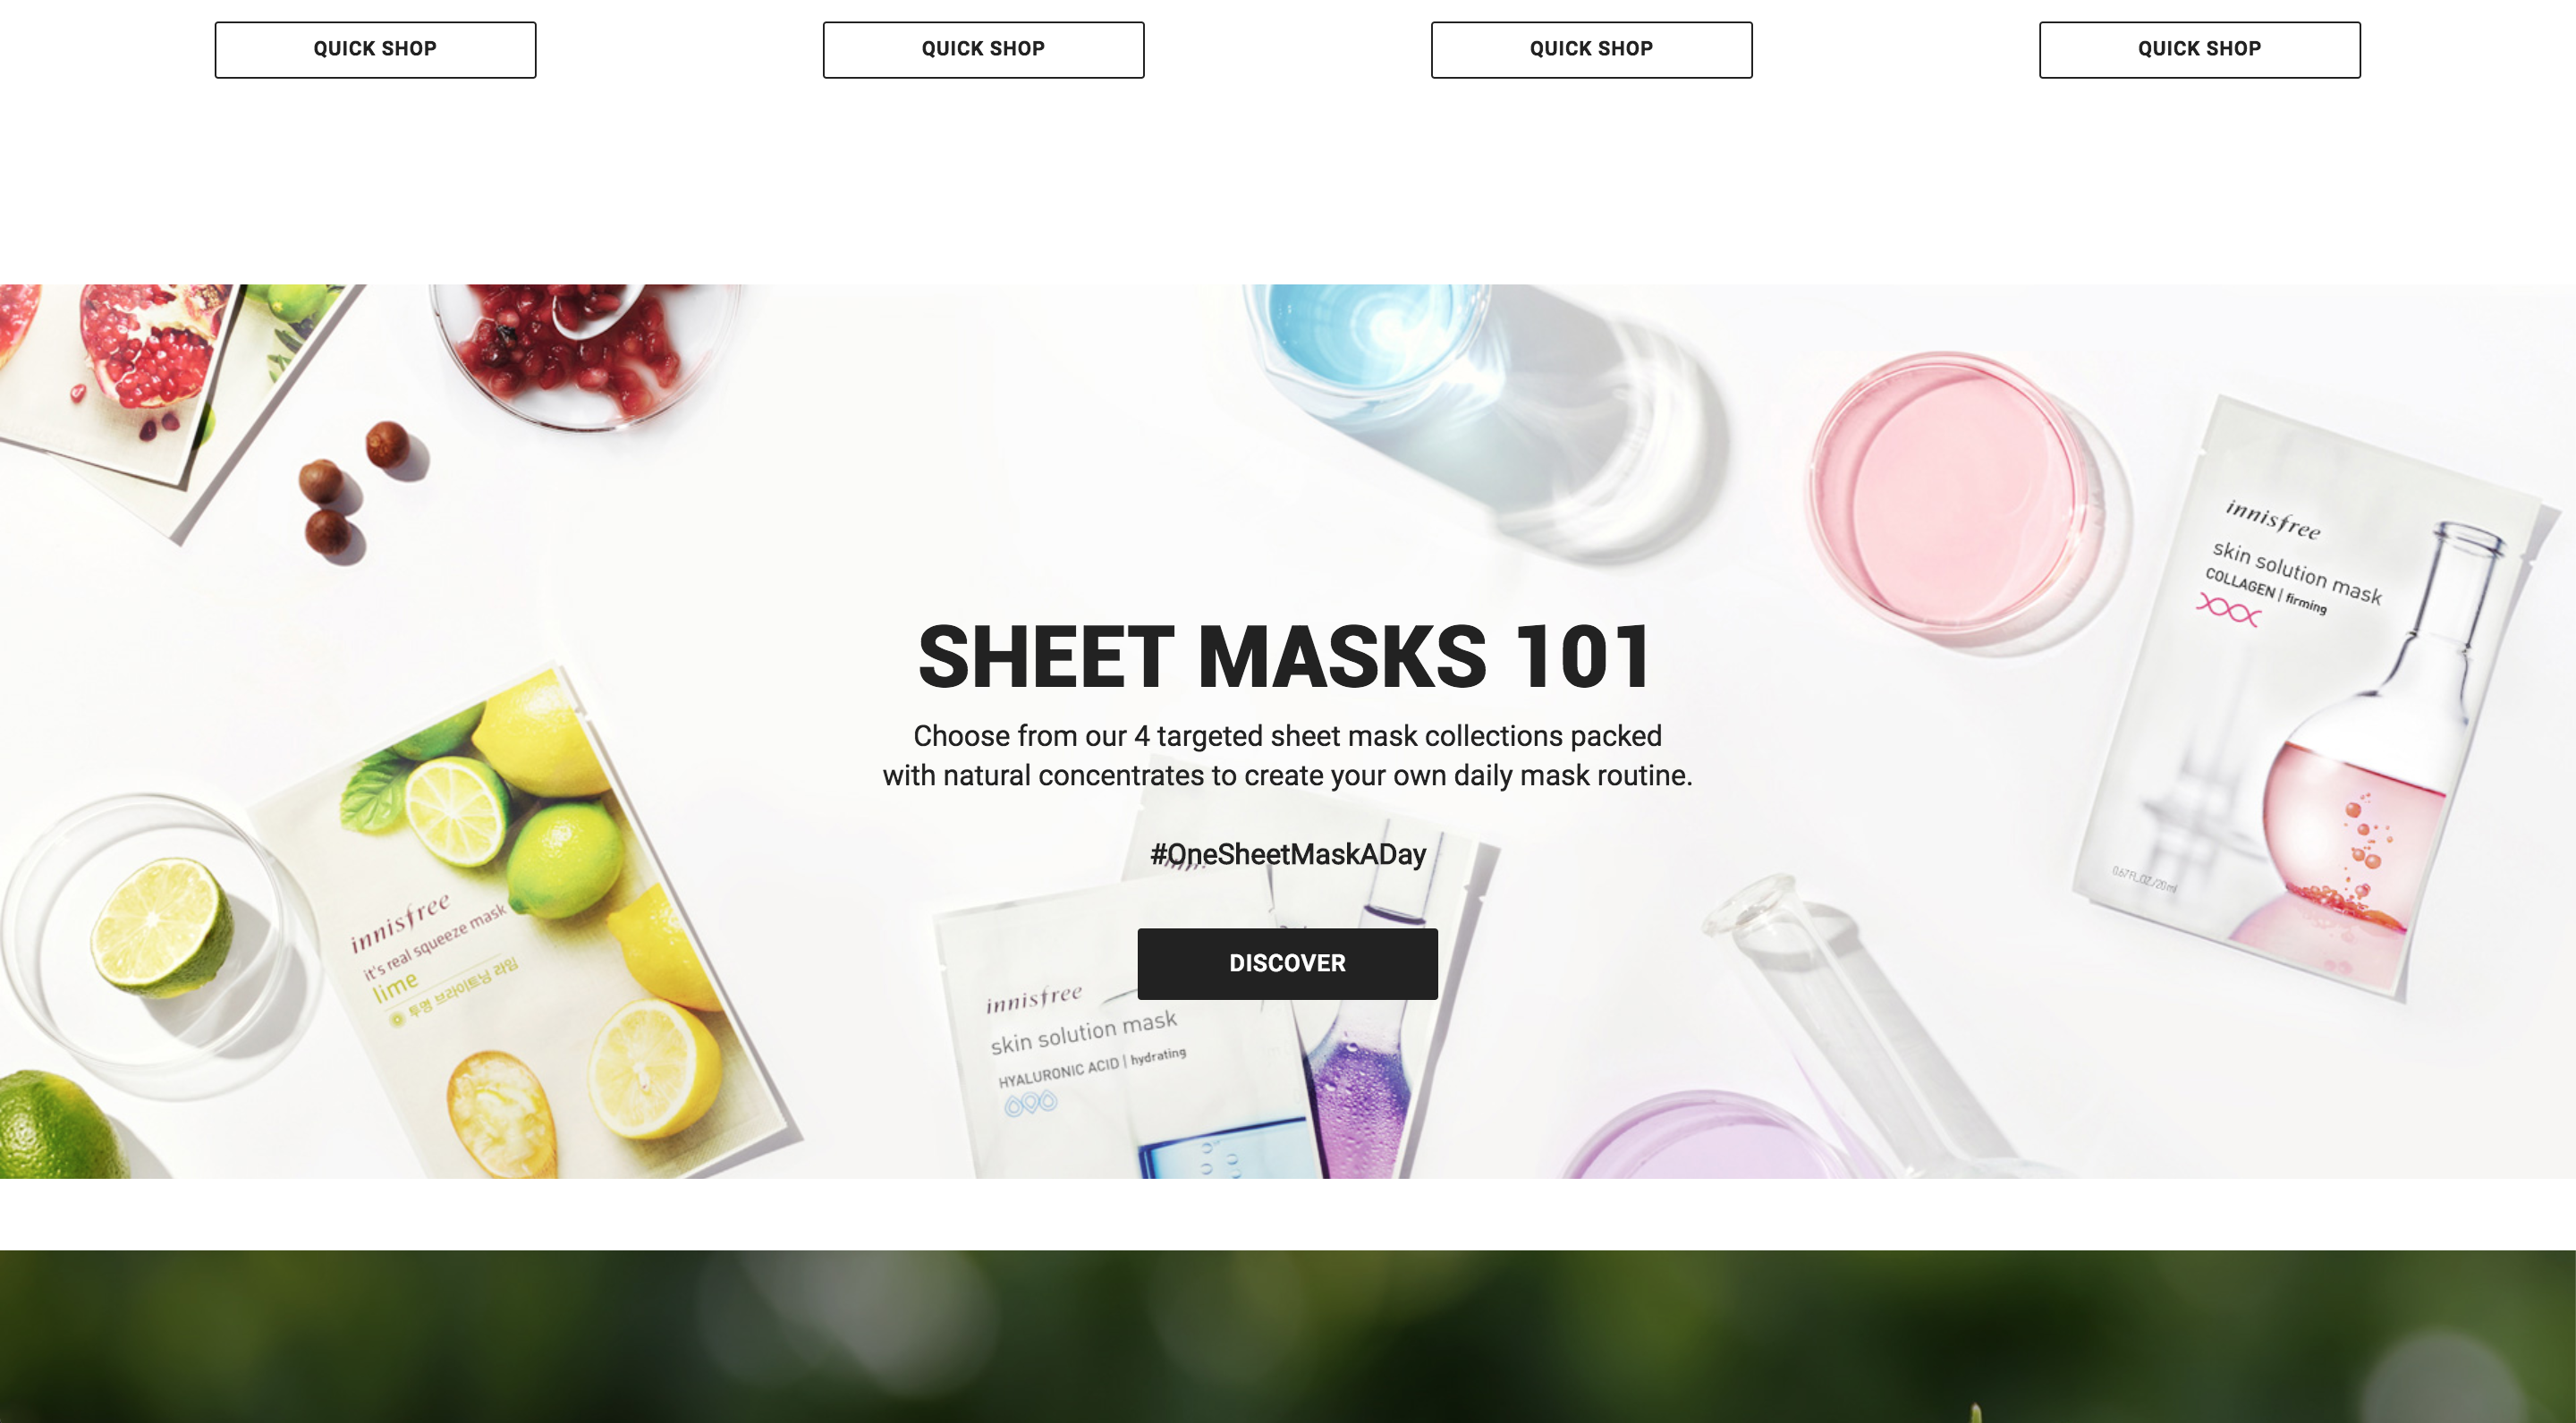 QUICK SHOP
QUICK SHOP
QUICK SHOP
QUICK SHOP
innisfree
skin solution mask
COLLAGEN | firming
0.67 FL.OZ./20ml
SHEET MASKS 101
Choose from our 4 targeted sheet mask collections packed
with natural concentrates to create your own daily mask routine.
#OneSheetMaskADay
DISCOVER
innisfree
it's real squeeze mask
lime
투명 브라이트닝 라임
innisfree
skin solution mask
HYALURONIC ACID | hydrating